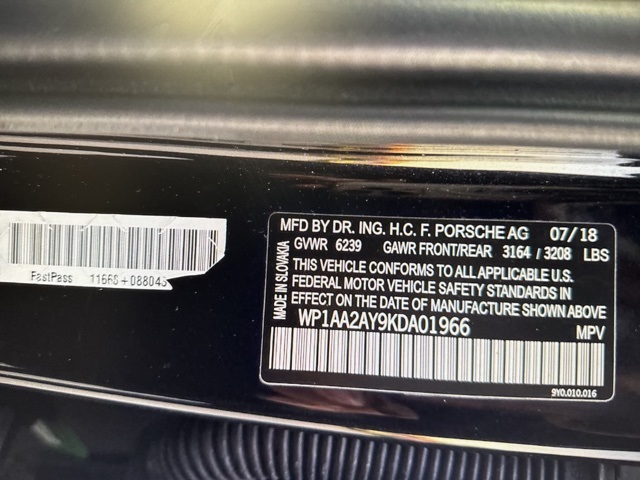 MFD BY DR. ING. H.C. F. PORSCHE AG 07/18
GVWR 6239 GAWR FRONT/REAR 3164 / 3208 LBS
THIS VEHICLE CONFORMS TO ALL APPLICABLE U.S.
FEDERAL MOTOR VEHICLE SAFETY STANDARDS IN
EFFECT ON THE DATE OF MANUFACTURE SHOWN ABOVE
WP1AA2AY9KDA01966 MPV
9Y0.010.016
MADE IN SLOVAKIA
FastPass